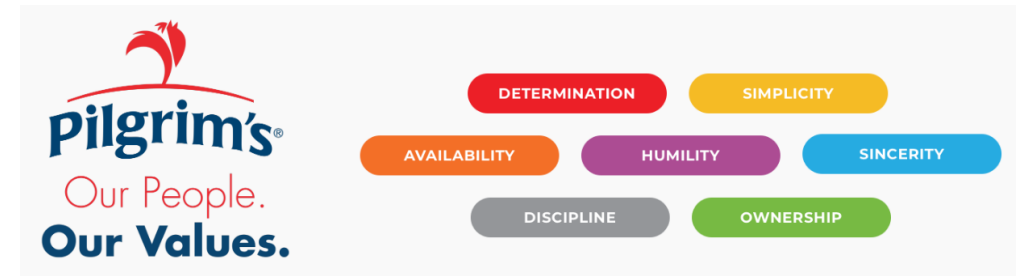 Pilgrim's®
Our People.
Our Values.
DETERMINATION
SIMPLICITY
AVAILABILITY
HUMILITY
SINCERITY
DISCIPLINE
OWNERSHIP